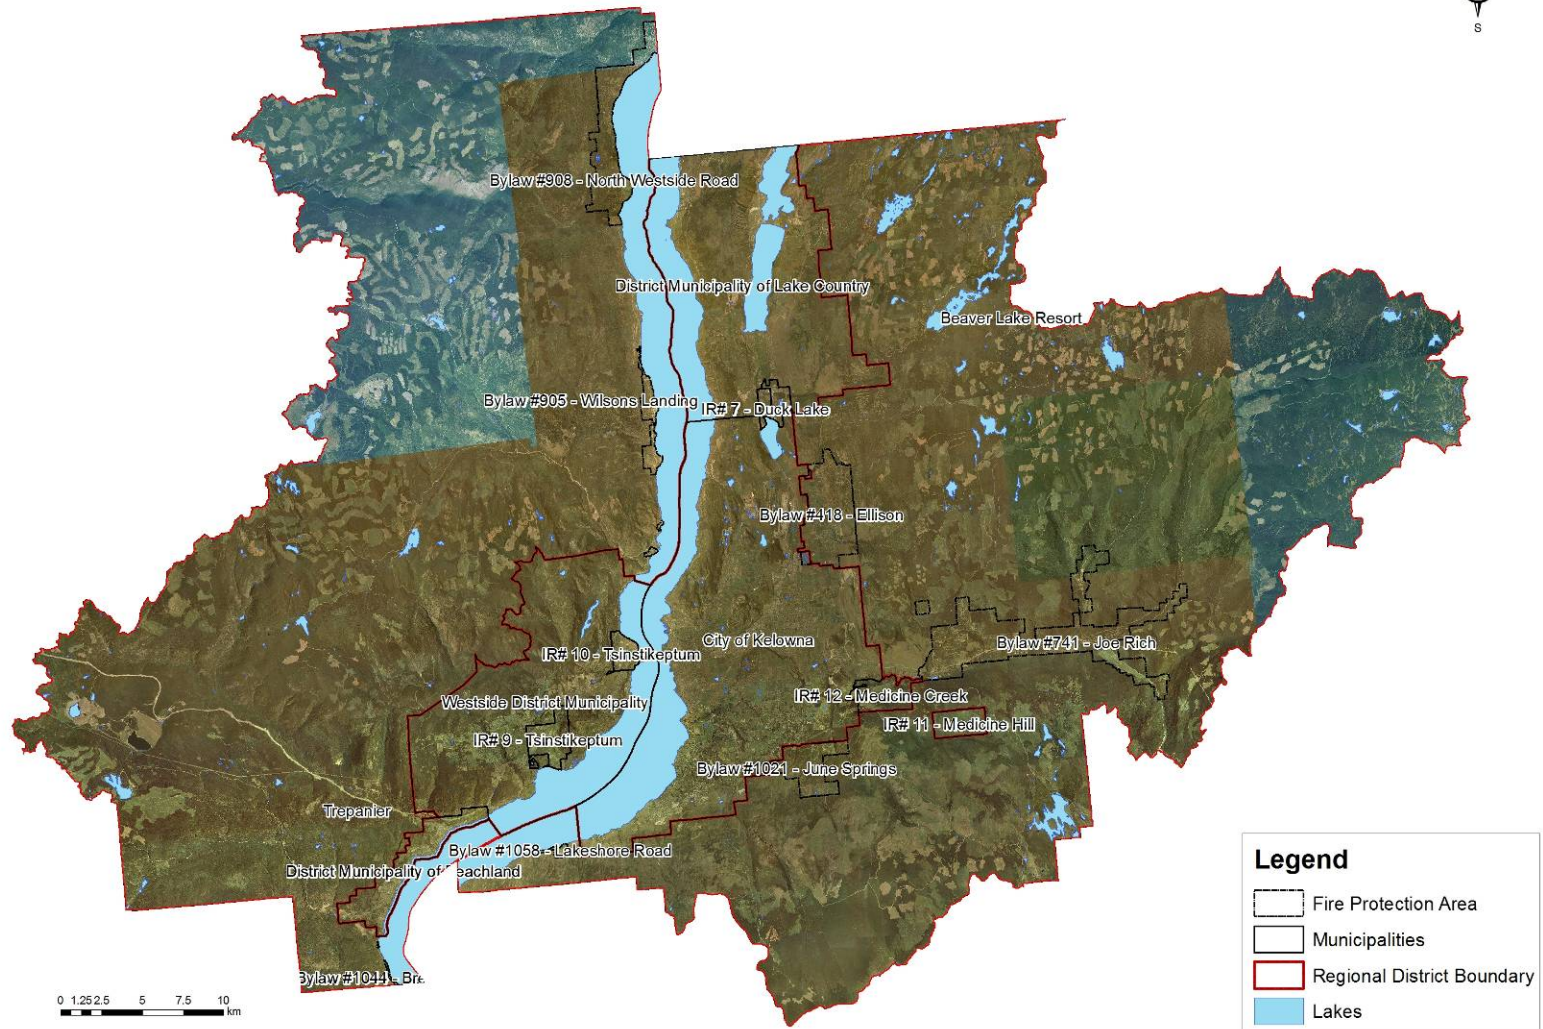 S
Bylaw #908 - North Westside Road
District Municipality of Lake Country
Beaver Lake Resort
Bylaw #905 - Wilsons Landing
IR# 7 - Duck Lake
Bylaw #418 - Ellison
City of Kelowna
Bylaw #741 - Joe Rich
IR# 10 - Tsinstikeptum
Westside District Municipality
IR# 12 - Medicine Creek
IR# 11 - Medicine Hill
IR# 9 - Tsinstikeptum
Bylaw #1021 - June Springs
Trepanier
Bylaw #1058 - Lakeshore Road
District Municipality of eachland
Bylaw #1044 - Bre
0 1.25 2.5 5 7.5 10
km
Legend
Fire Protection Area
Municipalities
Regional District Boundary
Lakes